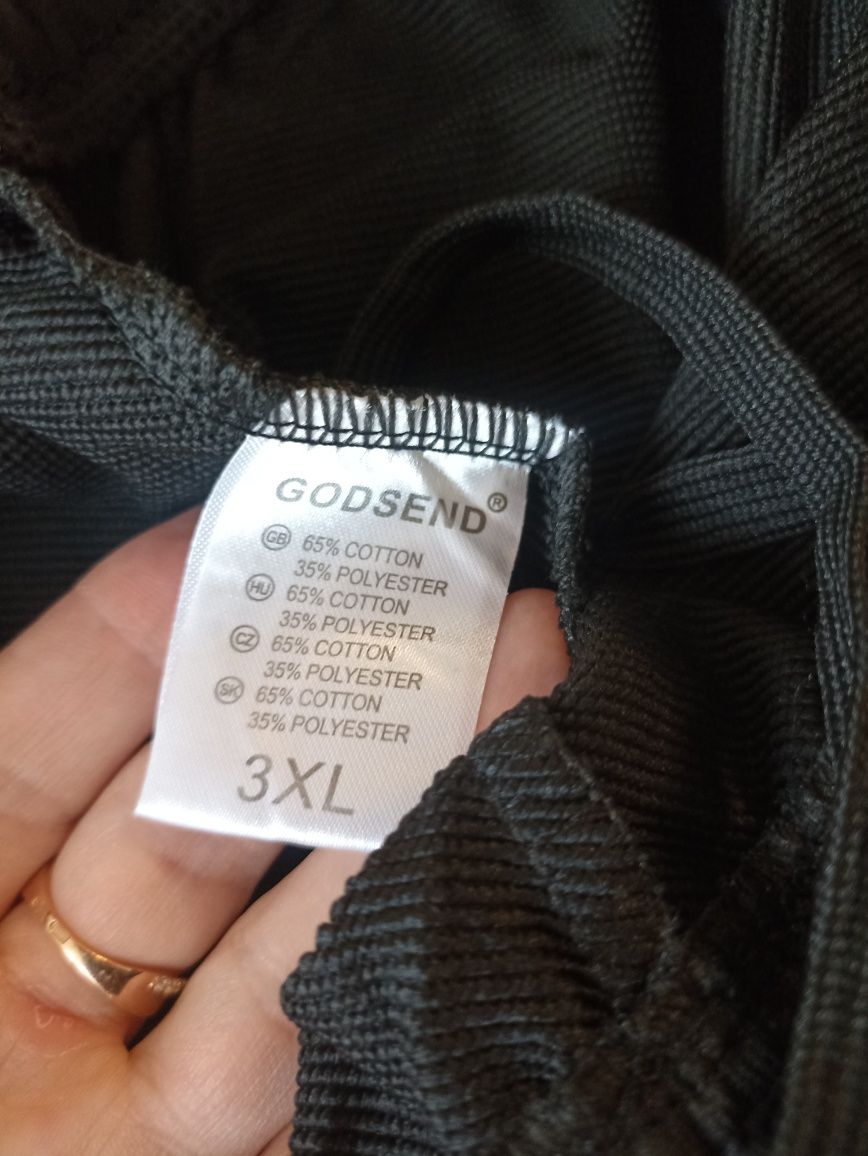 GODSEND®
GB 65% COTTON
35% POLYESTER
HU 65% COTTON
35% POLYESTER
CZ 65% COTTON
35% POLYESTER
SK 65% COTTON
35% POLYESTER
3XL